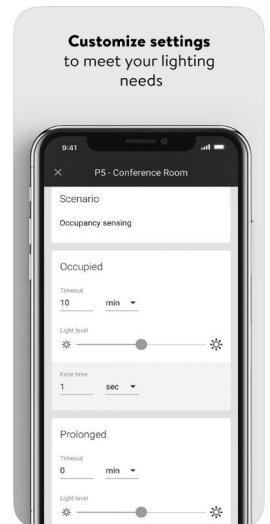 Customize settings
to meet your lighting
needs
9:41
P5 - Conference Room
Scenario
Occupancy sensing
Occupied
Timeout
10 min
Light level
Fade time
1 sec
Prolonged
Timeout
0 min
Light level